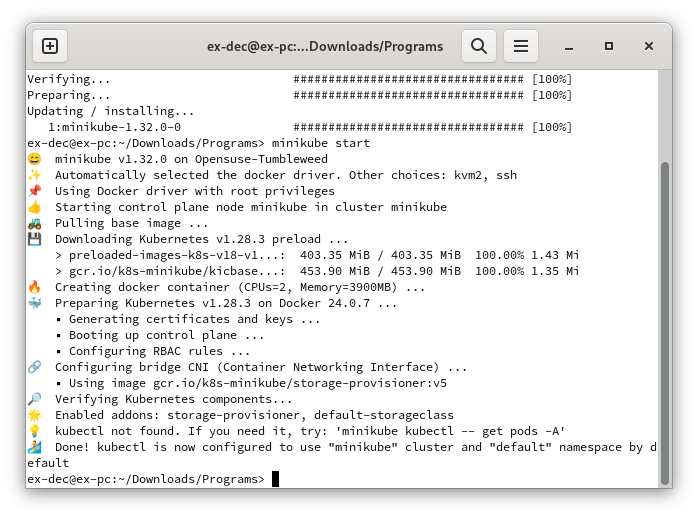 ex-dec@ex-pc:...Downloads/Programs
Verifying... ################################# [100%]
Preparing... ################################# [100%]
Updating / installing...
1:minikube-1.32.0-0 ################################# [100%]
ex-dec@ex-pc:~/Downloads/Programs> minikube start
😄 minikube v1.32.0 on Opensuse-Tumbleweed
✨ Automatically selected the docker driver. Other choices: kvm2, ssh
📌 Using Docker driver with root privileges
👍 Starting control plane node minikube in cluster minikube
🚜 Pulling base image ...
💾 Downloading Kubernetes v1.28.3 preload ...
> preloaded-images-k8s-v18-v1...: 403.35 MiB / 403.35 MiB 100.00% 1.43 Mi
> gcr.io/k8s-minikube/kicbase...: 453.90 MiB / 453.90 MiB 100.00% 1.35 Mi
🔥 Creating docker container (CPUs=2, Memory=3900MB) ...
🐳 Preparing Kubernetes v1.28.3 on Docker 24.0.7 ...
▪ Generating certificates and keys ...
▪ Booting up control plane ...
▪ Configuring RBAC rules ...
🔗 Configuring bridge CNI (Container Networking Interface) ...
▪ Using image gcr.io/k8s-minikube/storage-provisioner:v5
🔎 Verifying Kubernetes components...
🌟 Enabled addons: storage-provisioner, default-storageclass
💡 kubectl not found. If you need it, try: 'minikube kubectl -- get pods -A'
🏄 Done! kubectl is now configured to use "minikube" cluster and "default" namespace by d
efault
ex-dec@ex-pc:~/Downloads/Programs>